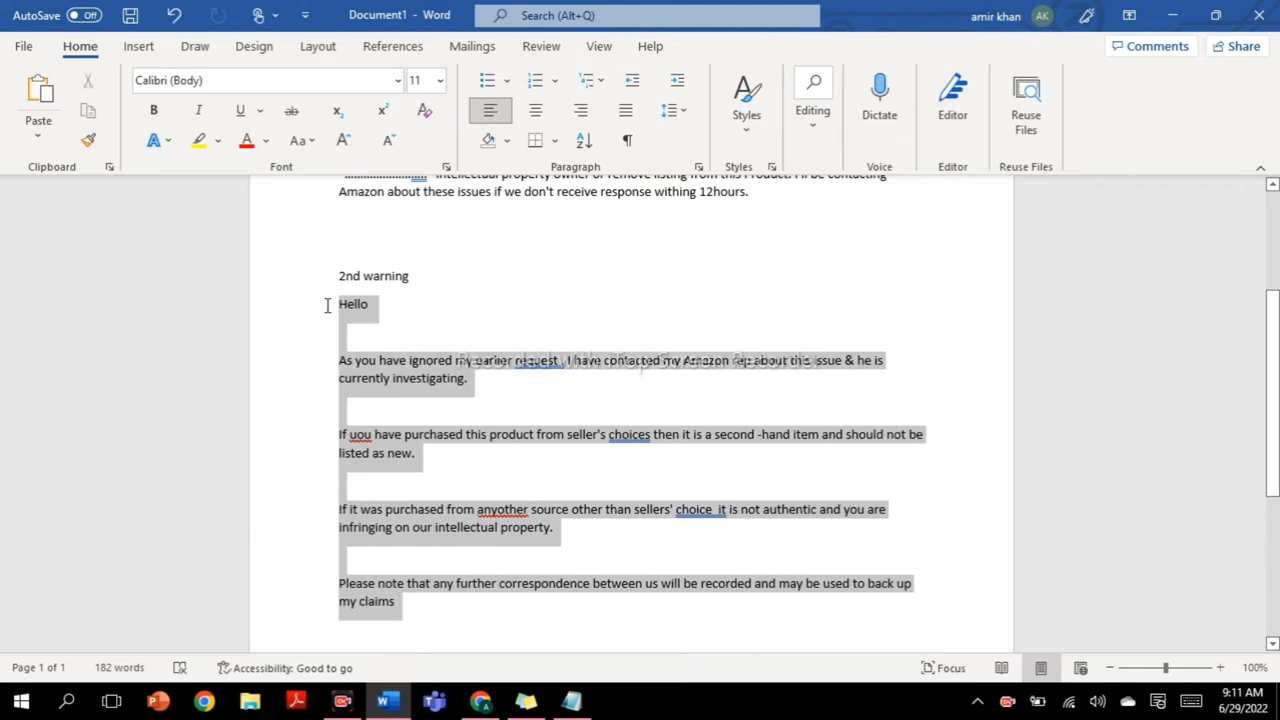 AutoSave Off Document1 - Word Search (Alt+Q) amir khan AK
File Home Insert Draw Design Layout References Mailings Review View Help Comments Share
Calibri (Body) 11
Paste Styles Editing Dictate Editor Reuse Files
Clipboard Font Paragraph Styles Voice Editor Reuse Files
intellectual property owner or remove listing from this Product. I'll be contacting
Amazon about these issues if we don't receive response withing 12hours.
2nd warning
Hello
As you have ignored my earlier request . I have contacted my Amazon rep about this issue & he is
currently investigating.
Recorded with iTop Screen Recorder
If uou have purchased this product from seller's choices then it is a second -hand item and should not be
listed as new.
If it was purchased from anyother source other than sellers' choice it is not authentic and you are
infringing on our intellectual property.
Please note that any further correspondence between us will be recorded and may be used to back up
my claims
Page 1 of 1 182 words Accessibility: Good to go Focus 100%
9:11 AM
6/29/2022